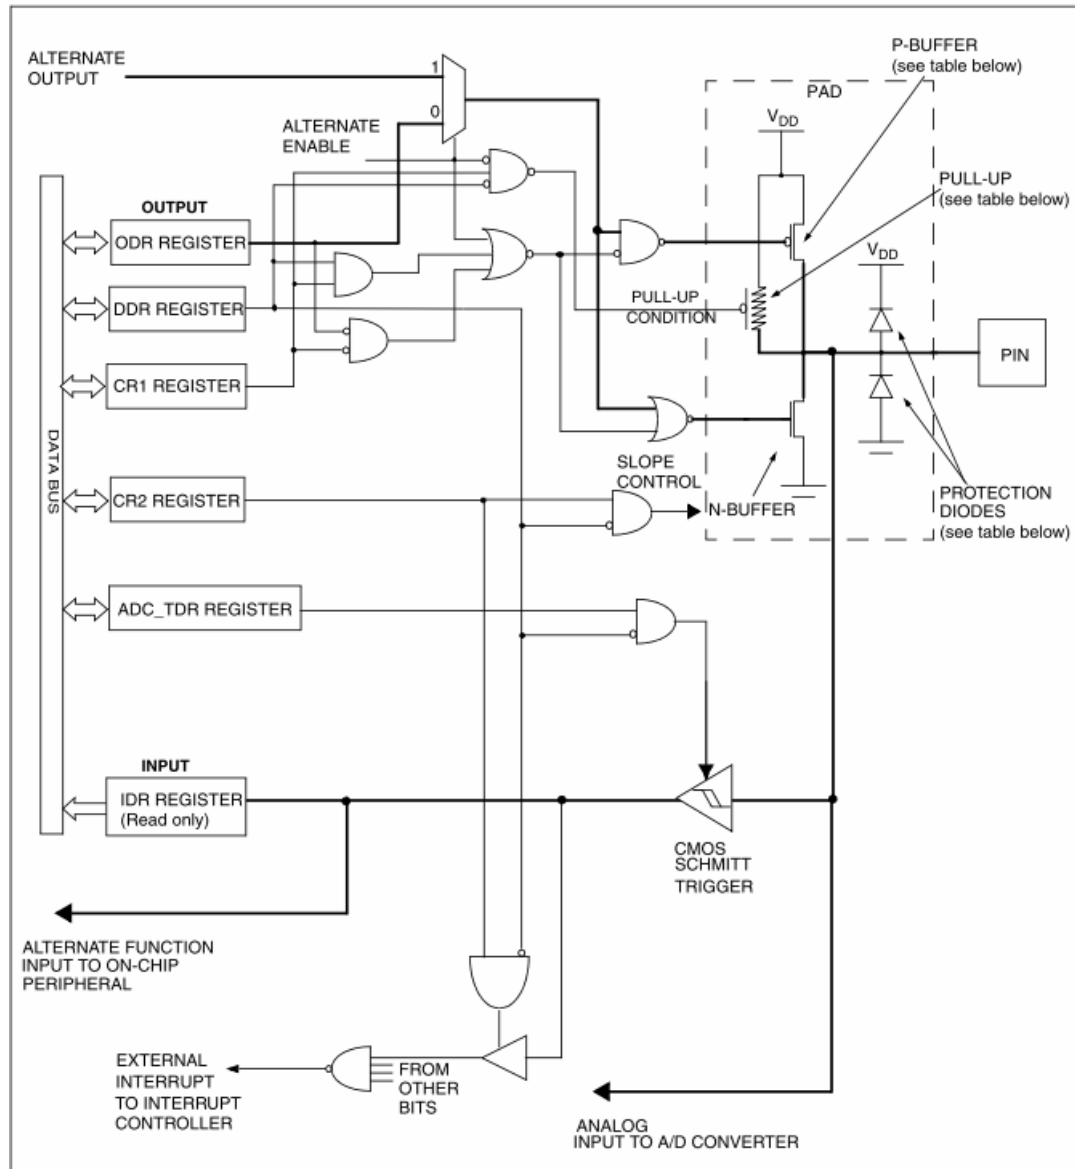 ALTERNATE
OUTPUT
1
0
ALTERNATE
ENABLE
P-BUFFER
(see table below)
PAD
VDD
PULL-UP
(see table below)
OUTPUT
ODR REGISTER
DDR REGISTER
VDD
PULL-UP
CONDITION
PIN
CR1 REGISTER
DATA BUS
SLOPE
CONTROL
CR2 REGISTER
N-BUFFER
PROTECTION
DIODES
(see table below)
ADC_TDR REGISTER
INPUT
IDR REGISTER
(Read only)
CMOS
SCHMITT
TRIGGER
ALTERNATE FUNCTION
INPUT TO ON-CHIP
PERIPHERAL
EXTERNAL
INTERRUPT
TO INTERRUPT
CONTROLLER
FROM
OTHER
BITS
ANALOG
INPUT TO A/D CONVERTER